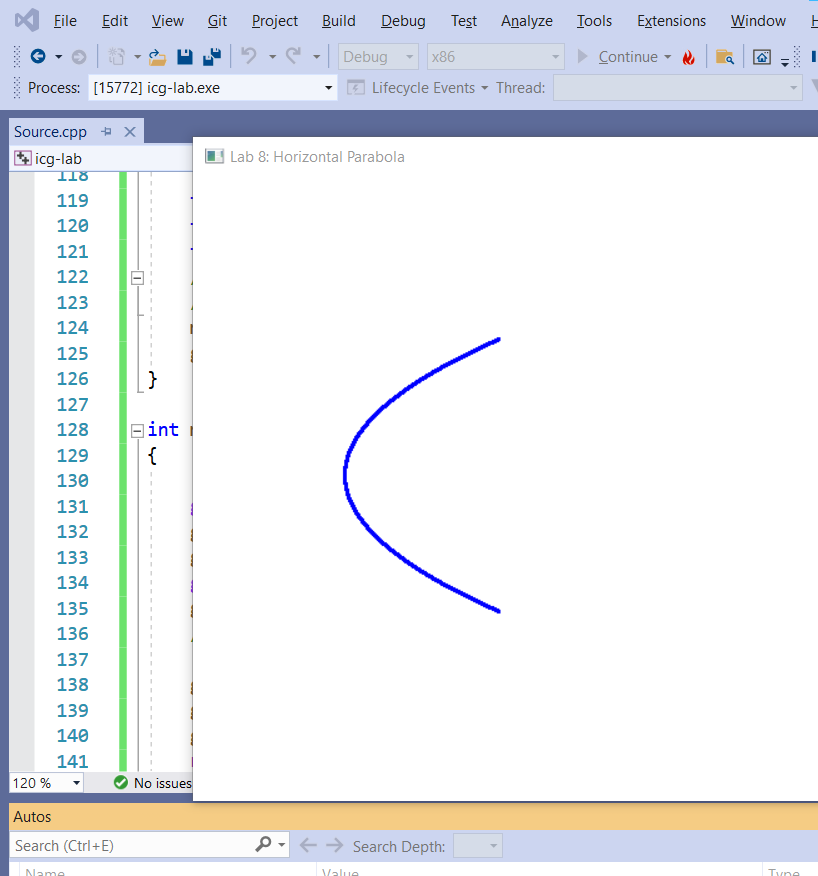 File Edit View Git Project Build Debug Test Analyze Tools Extensions Window
Debug x86 Continue
Process: [15772] icg-lab.exe Lifecycle Events Thread:
Source.cpp
Lab 8: Horizontal Parabola
icg-lab
118
119
120
121
122
123
124
125
126 }
127
128 int
129 {
130
131
132
133
134
135
136
137
138
139
140
141
120 % No issues
Autos
Search (Ctrl+E) Search Depth:
Name Value Type